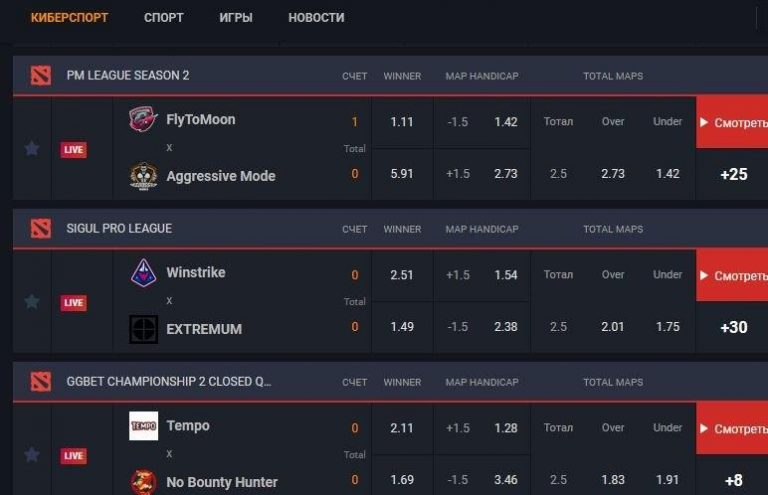 КИБЕРСПОРТ СПОРТ ИГРЫ НОВОСТИ
PM LEAGUE SEASON 2 СЧЕТ WINNER MAP HANDICAP TOTAL MAPS
FlyToMoon 1 1.11 -1.5 1.42 Тотал Over Under Смотреть
LIVE x Total
Aggressive Mode 0 5.91 +1.5 2.73 2.5 2.73 1.42 +25
SIGUL PRO LEAGUE СЧЕТ WINNER MAP HANDICAP TOTAL MAPS
Winstrike 0 2.51 +1.5 1.54 Тотал Over Under Смотреть
LIVE x Total
EXTREMUM 0 1.49 -1.5 2.38 2.5 2.01 1.75 +30
GGBET CHAMPIONSHIP 2 CLOSED Q... СЧЕТ WINNER MAP HANDICAP TOTAL MAPS
TEMPO Tempo 0 2.11 +1.5 1.28 Тотал Over Under Смотреть
LIVE x Total
No Bounty Hunter 0 1.69 -1.5 3.46 2.5 1.83 1.91 +8